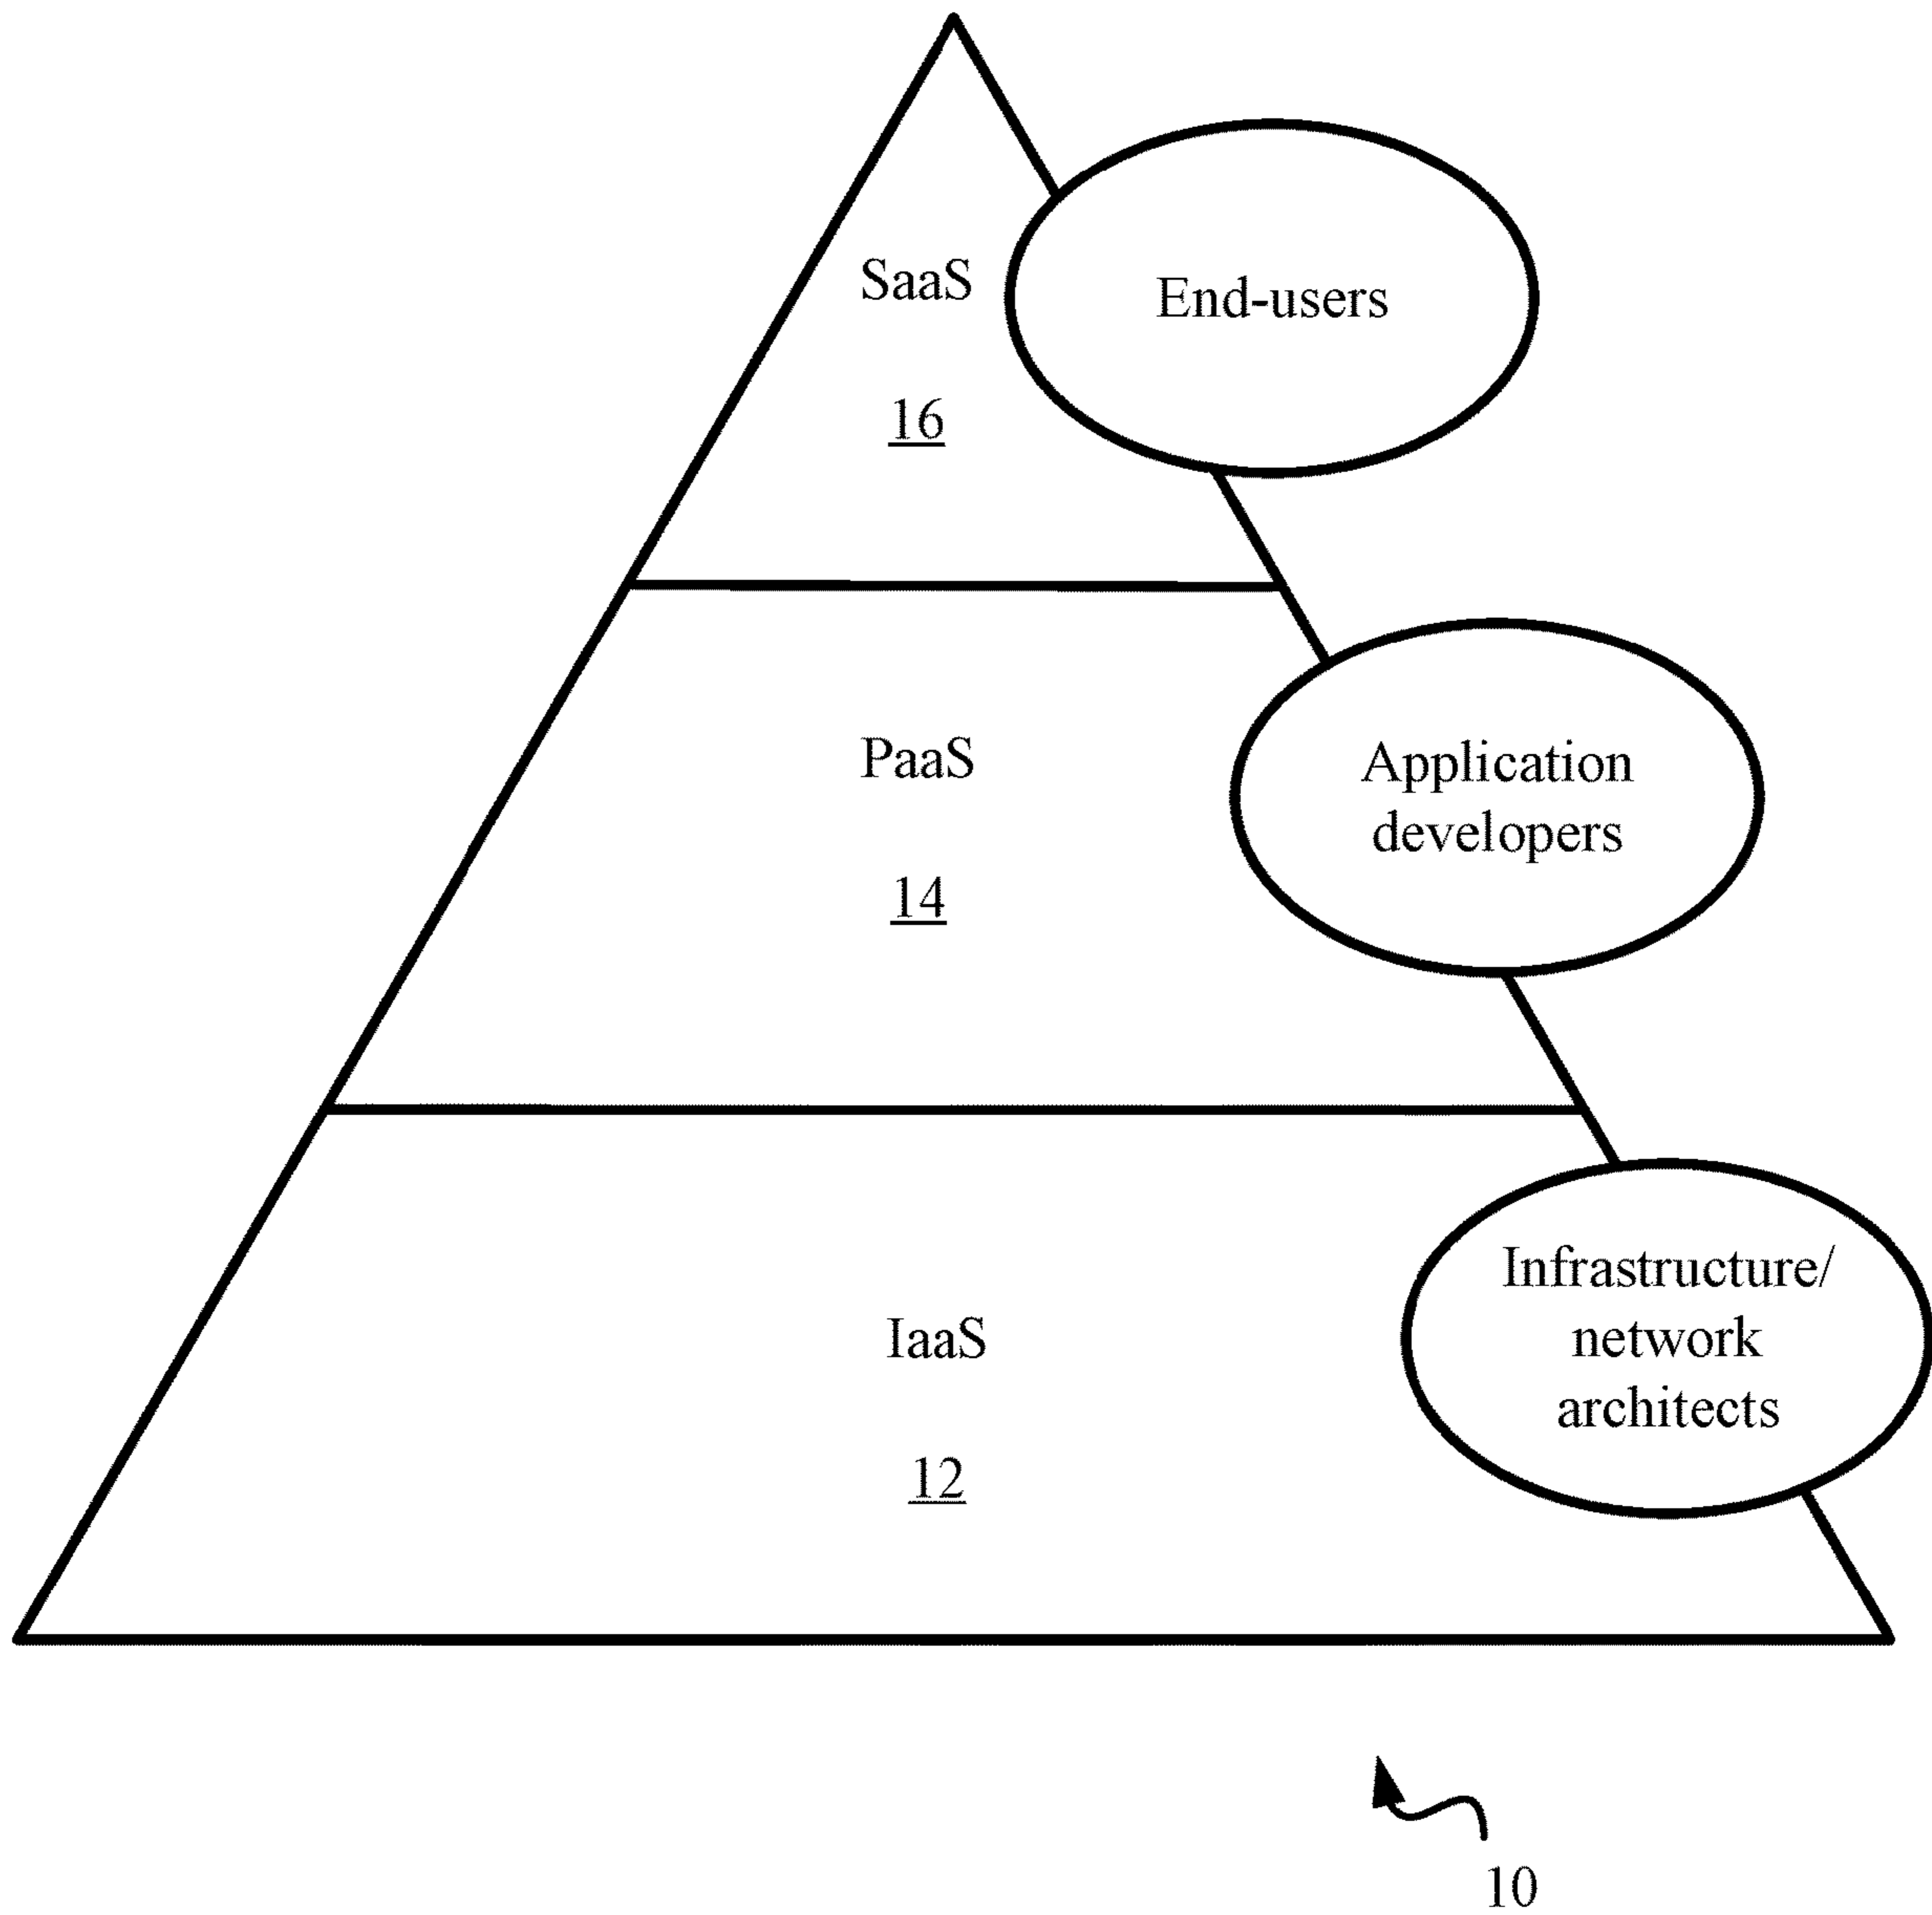 SaaS
End-users
16
PaaS
Application
developers
14
IaaS
Infrastructure/
network
architects
12
10